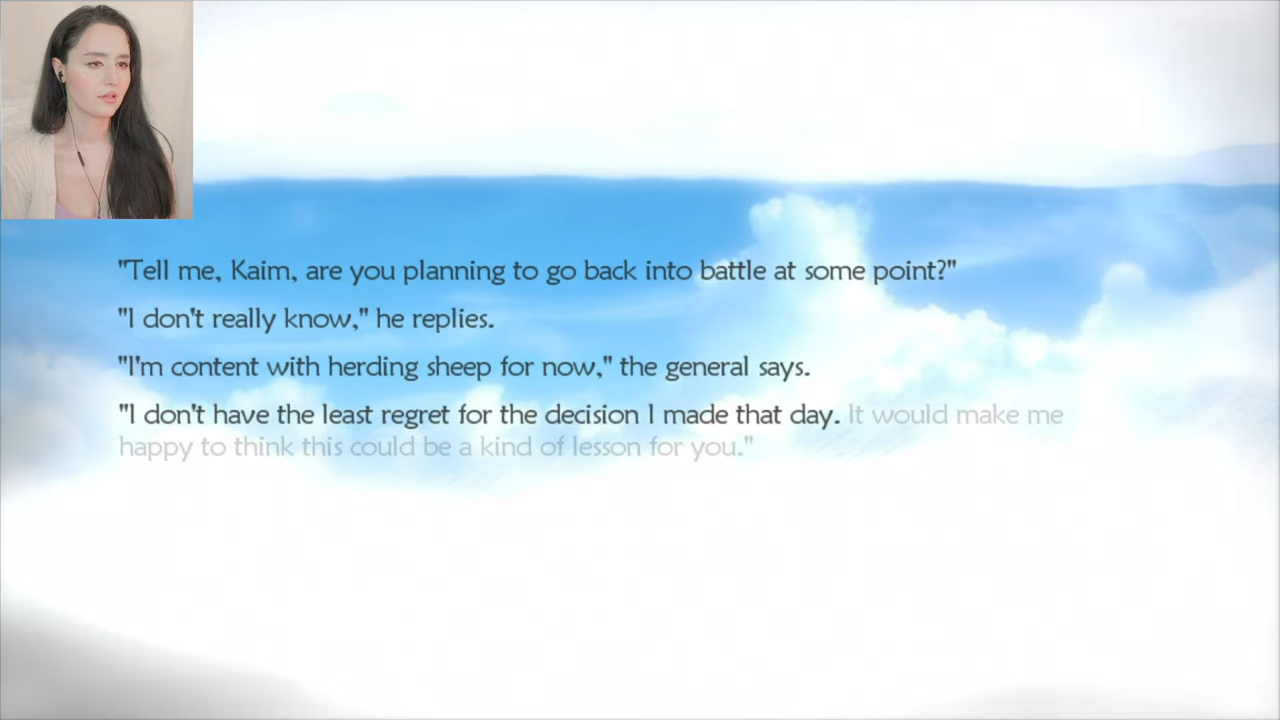 "Tell me, Kaim, are you planning to go back into battle at some point?"
"I don't really know," he replies.
"I'm content with herding sheep for now," the general says.
"I don't have the least regret for the decision I made that day. It would make me
happy to think this could be a kind of lesson for you."